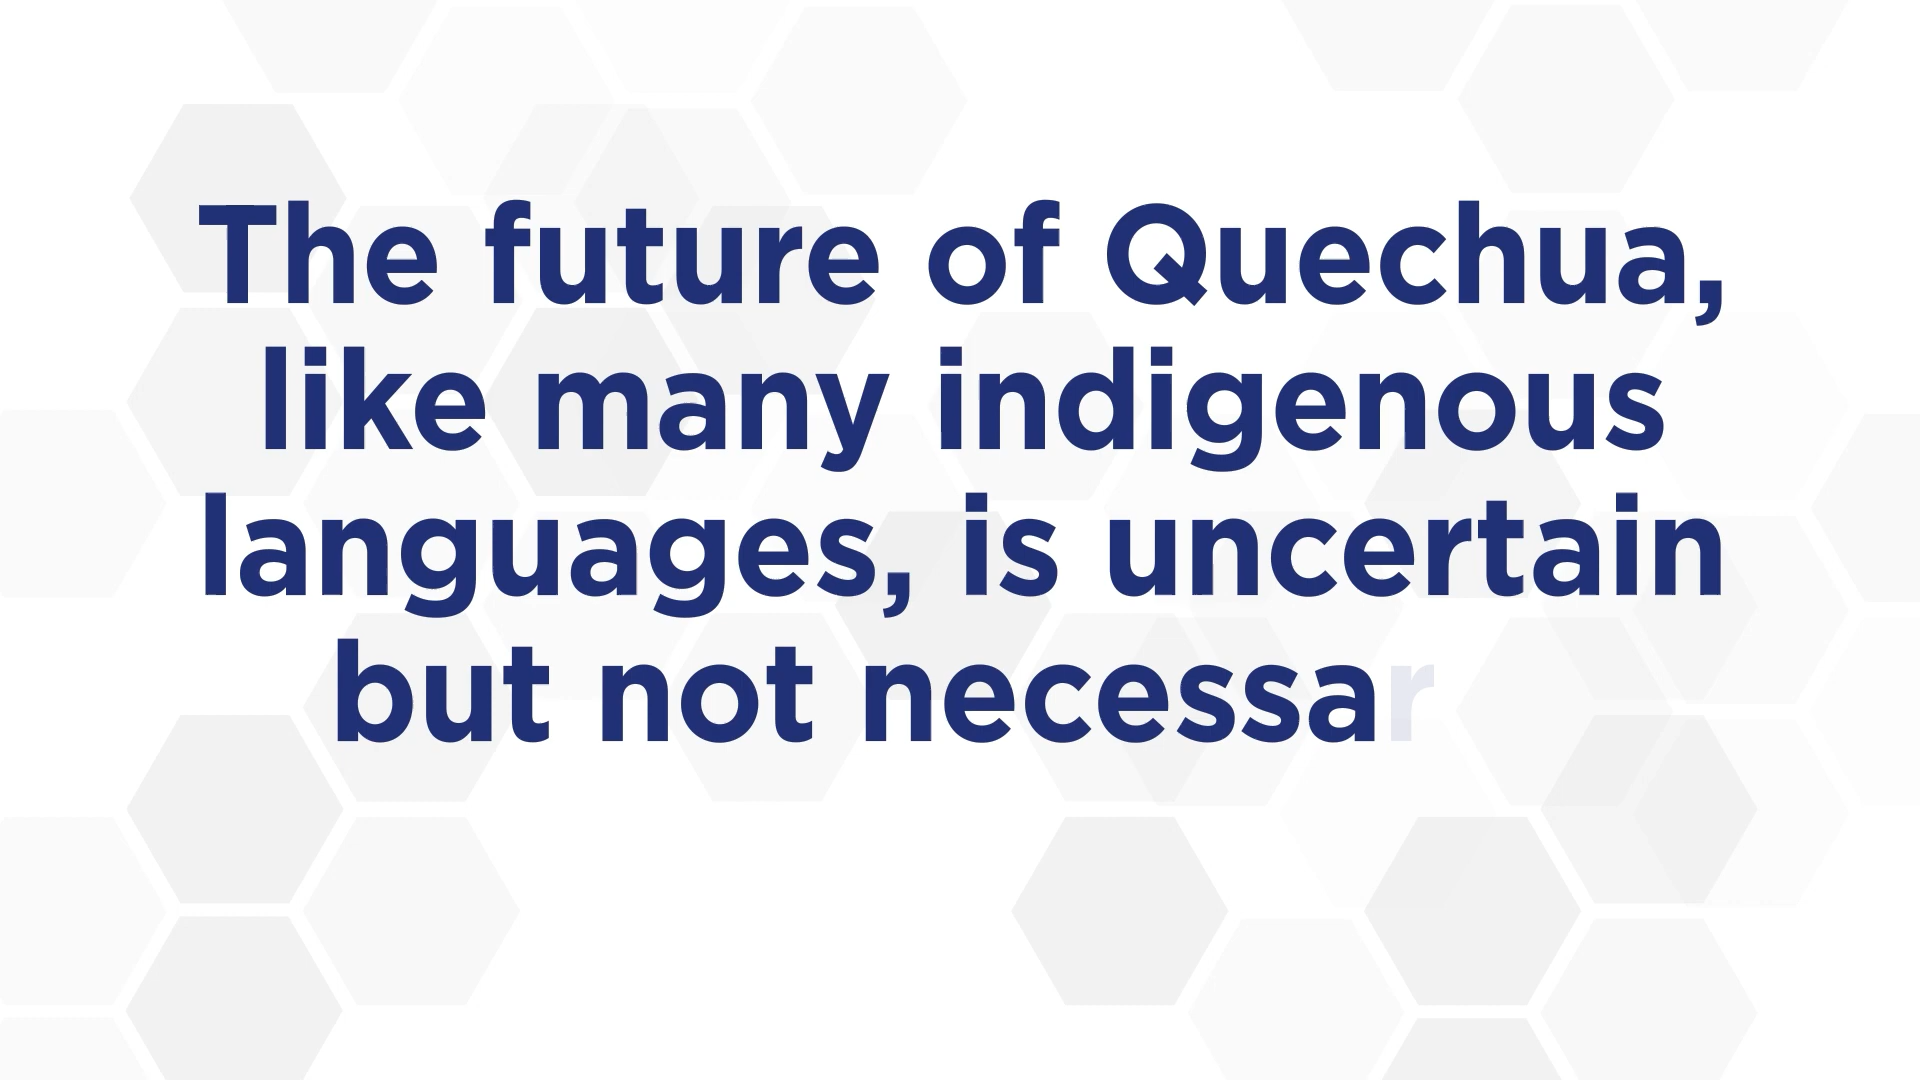 The future of Quechua,
like many indigenous
languages, is uncertain
but not necessar